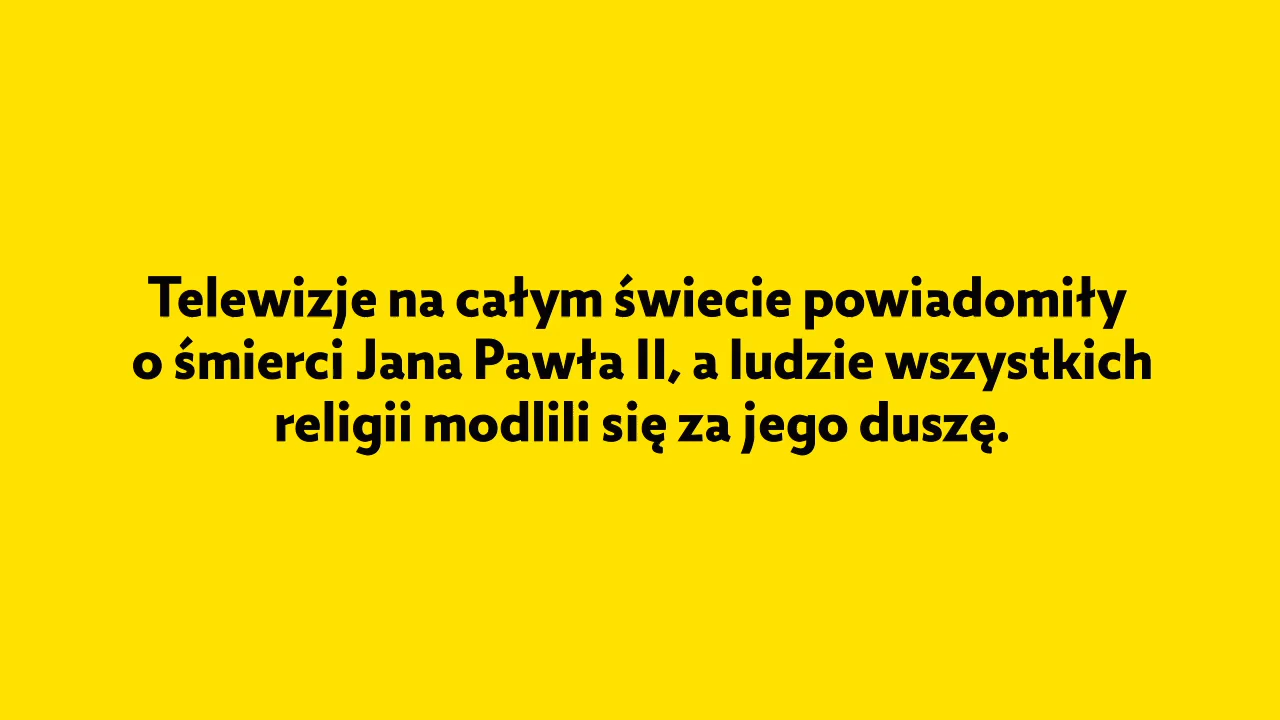 Telewizje na całym świecie powiadomiły
o śmierci Jana Pawła II, a ludzie wszystkich
religii modlili się za jego duszę.